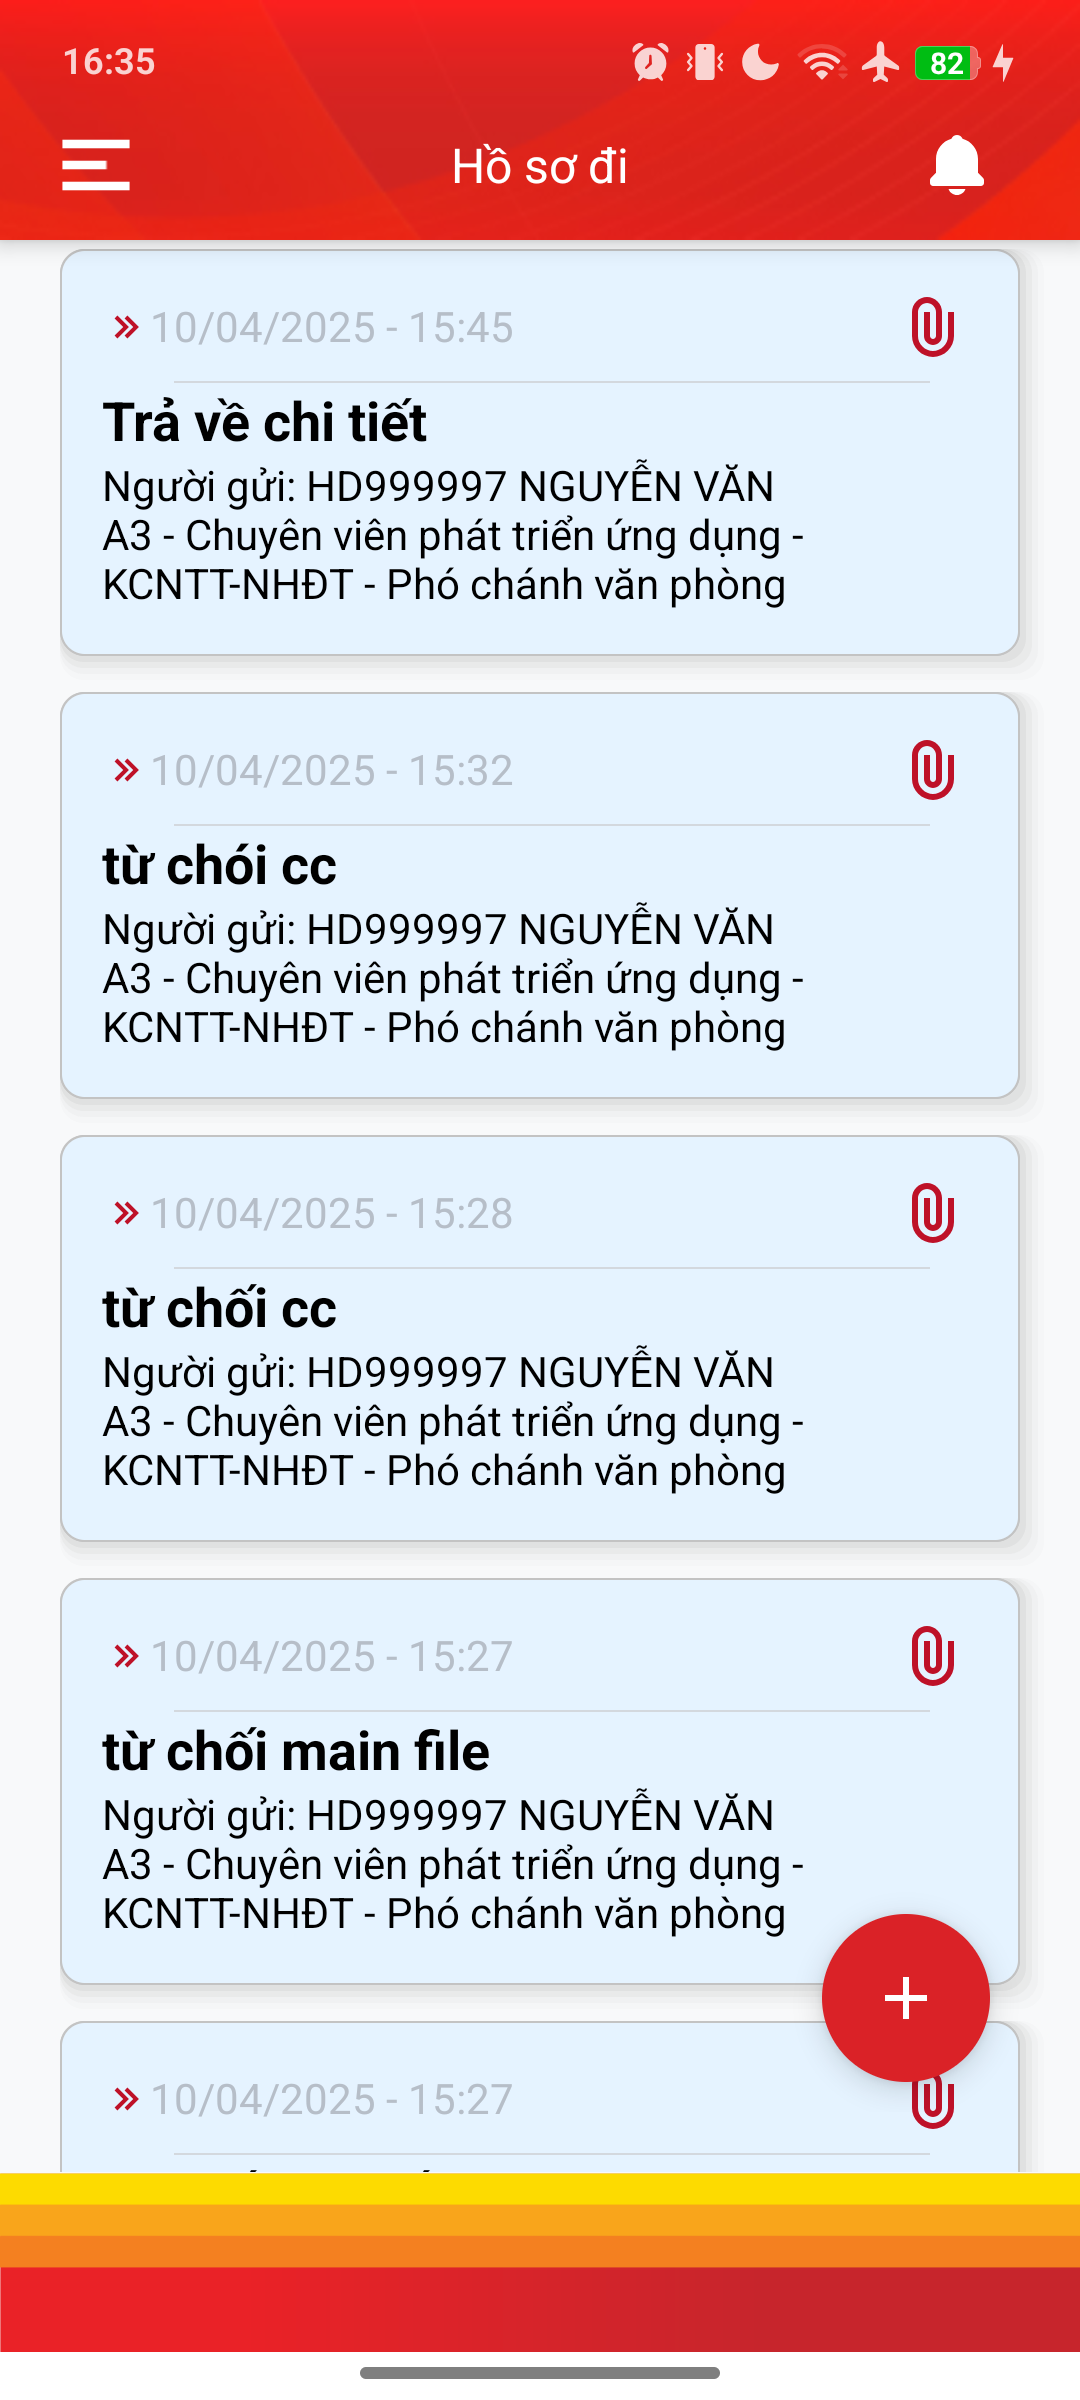 16:35
82
Hồ sơ đi
10/04/2025 - 15:45
Trả về chi tiết
Người gửi: HD999997 NGUYỄN VĂN
A3 - Chuyên viên phát triển ứng dụng -
KCNTT-NHĐT - Phó chánh văn phòng
10/04/2025 - 15:32
từ chói cc
Người gửi: HD999997 NGUYỄN VĂN
A3 - Chuyên viên phát triển ứng dụng -
KCNTT-NHĐT - Phó chánh văn phòng
10/04/2025 - 15:28
từ chối cc
Người gửi: HD999997 NGUYỄN VĂN
A3 - Chuyên viên phát triển ứng dụng -
KCNTT-NHĐT - Phó chánh văn phòng
10/04/2025 - 15:27
từ chối main file
Người gửi: HD999997 NGUYỄN VĂN
A3 - Chuyên viên phát triển ứng dụng -
KCNTT-NHĐT - Phó chánh văn phòng
10/04/2025 - 15:27